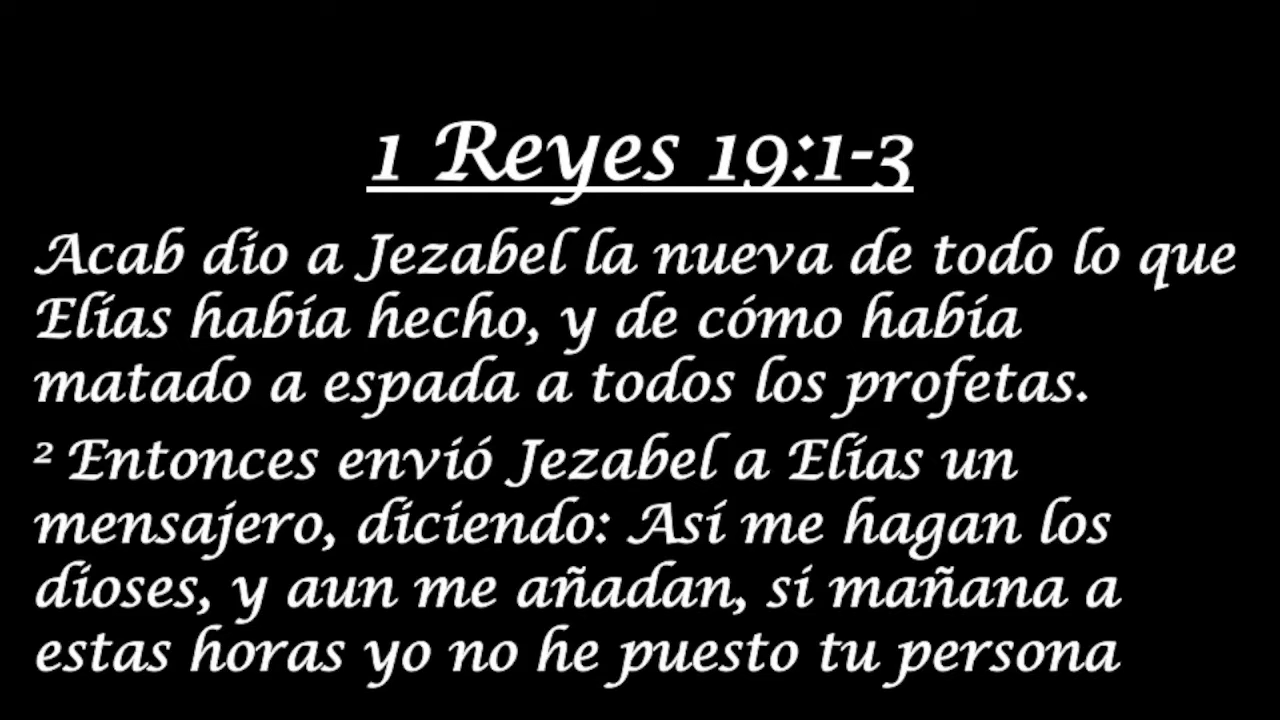 1 Reyes 19:1-3
Acab dio a Jezabel la nueva de todo lo que
Elías había hecho, y de cómo había
matado a espada a todos los profetas.
² Entonces envió Jezabel a Elías un
mensajero, diciendo: Así me hagan los
dioses, y aun me añadan, si mañana a
estas horas yo no he puesto tu persona